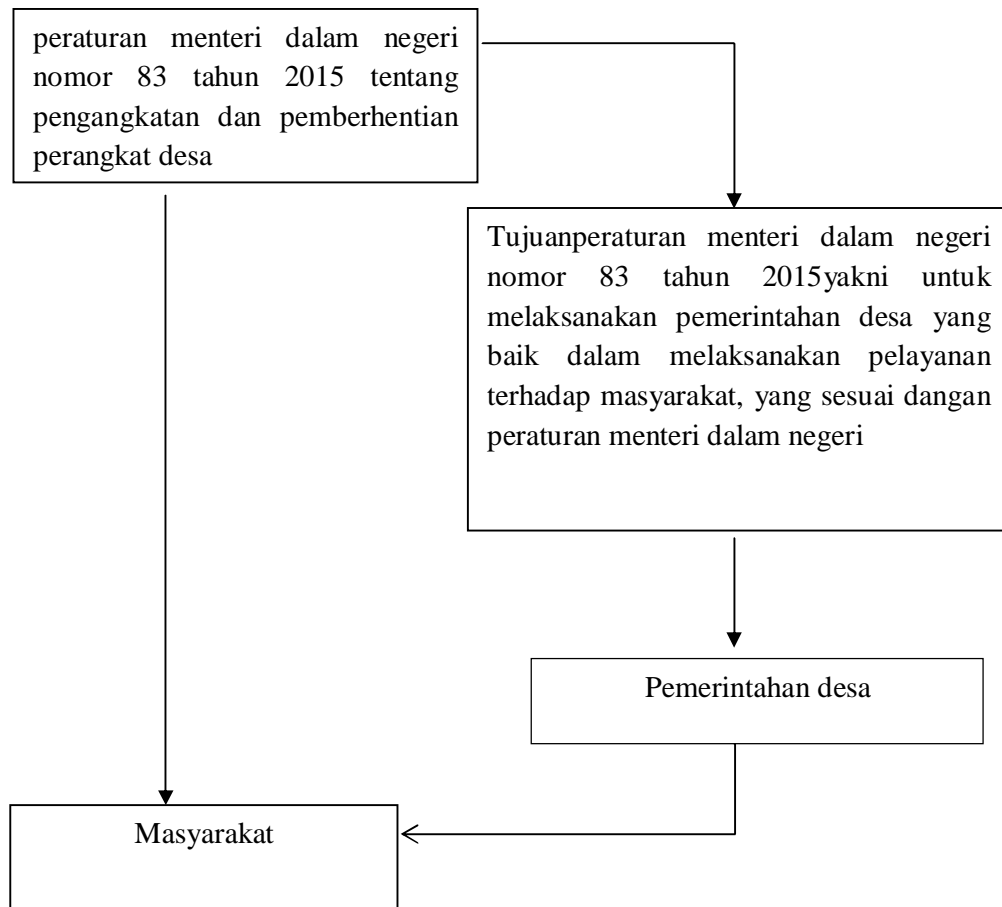 peraturan menteri dalam negeri
nomor 83 tahun 2015 tentang
pengangkatan dan pemberhentian
perangkat desa
Tujuanperaturan menteri dalam negeri
nomor 83 tahun 2015yakni untuk
melaksanakan pemerintahan desa yang
baik dalam melaksanakan pelayanan
terhadap masyarakat, yang sesuai dangan
peraturan menteri dalam negeri
Pemerintahan desa
Masyarakat